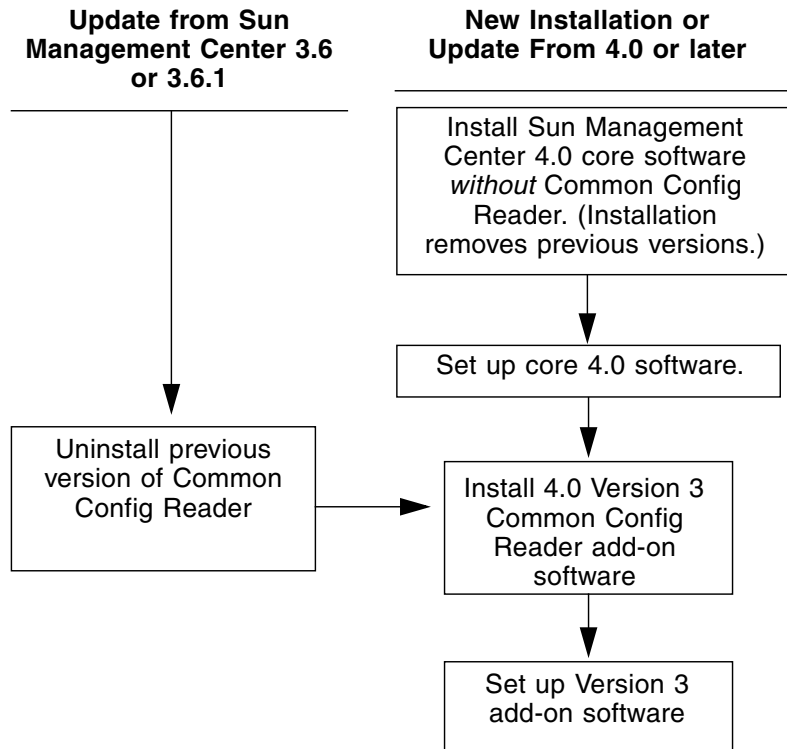 Update from Sun
Management Center 3.6
or 3.6.1
New Installation or
Update From 4.0 or later
Install Sun Management
Center 4.0 core software
without Common Config
Reader. (Installation
removes previous versions.)
Set up core 4.0 software.
Uninstall previous
version of Common
Config Reader
Install 4.0 Version 3
Common Config
Reader add-on
software
Set up Version 3
add-on software